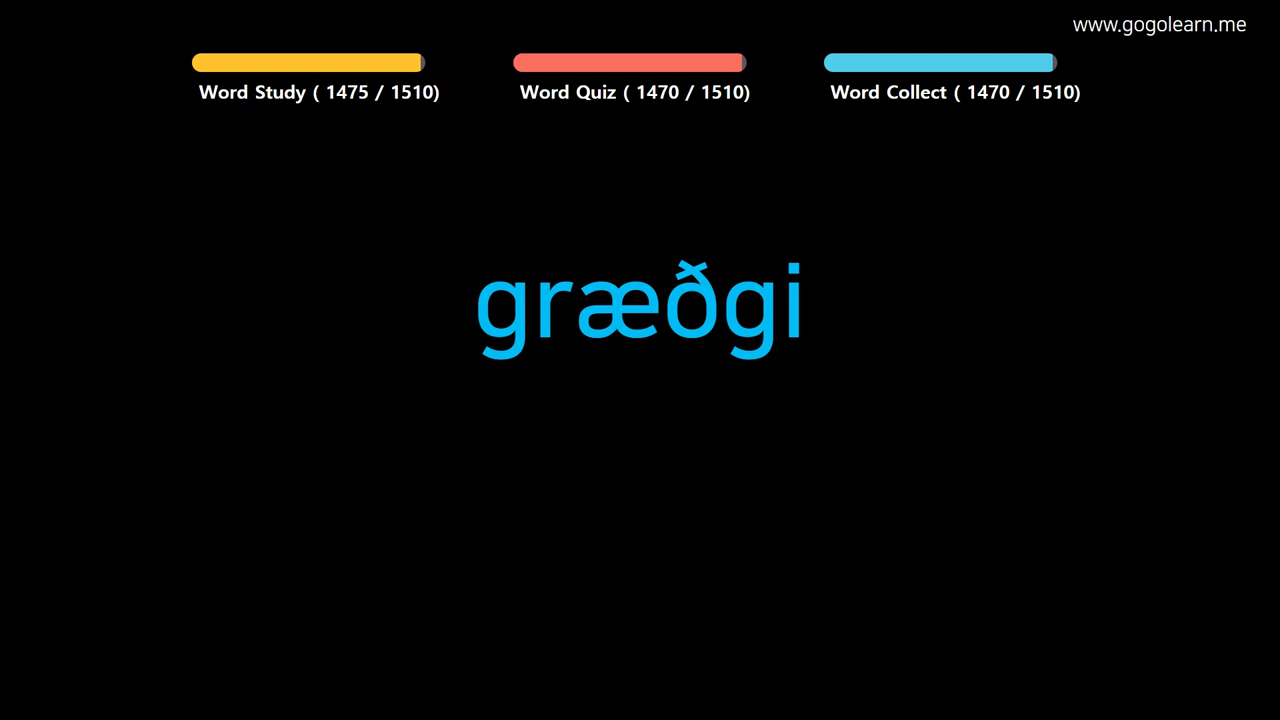 www.gogolearn.me
Word Study ( 1475 / 1510)
Word Quiz ( 1470 / 1510)
Word Collect ( 1470 / 1510)
græðgi